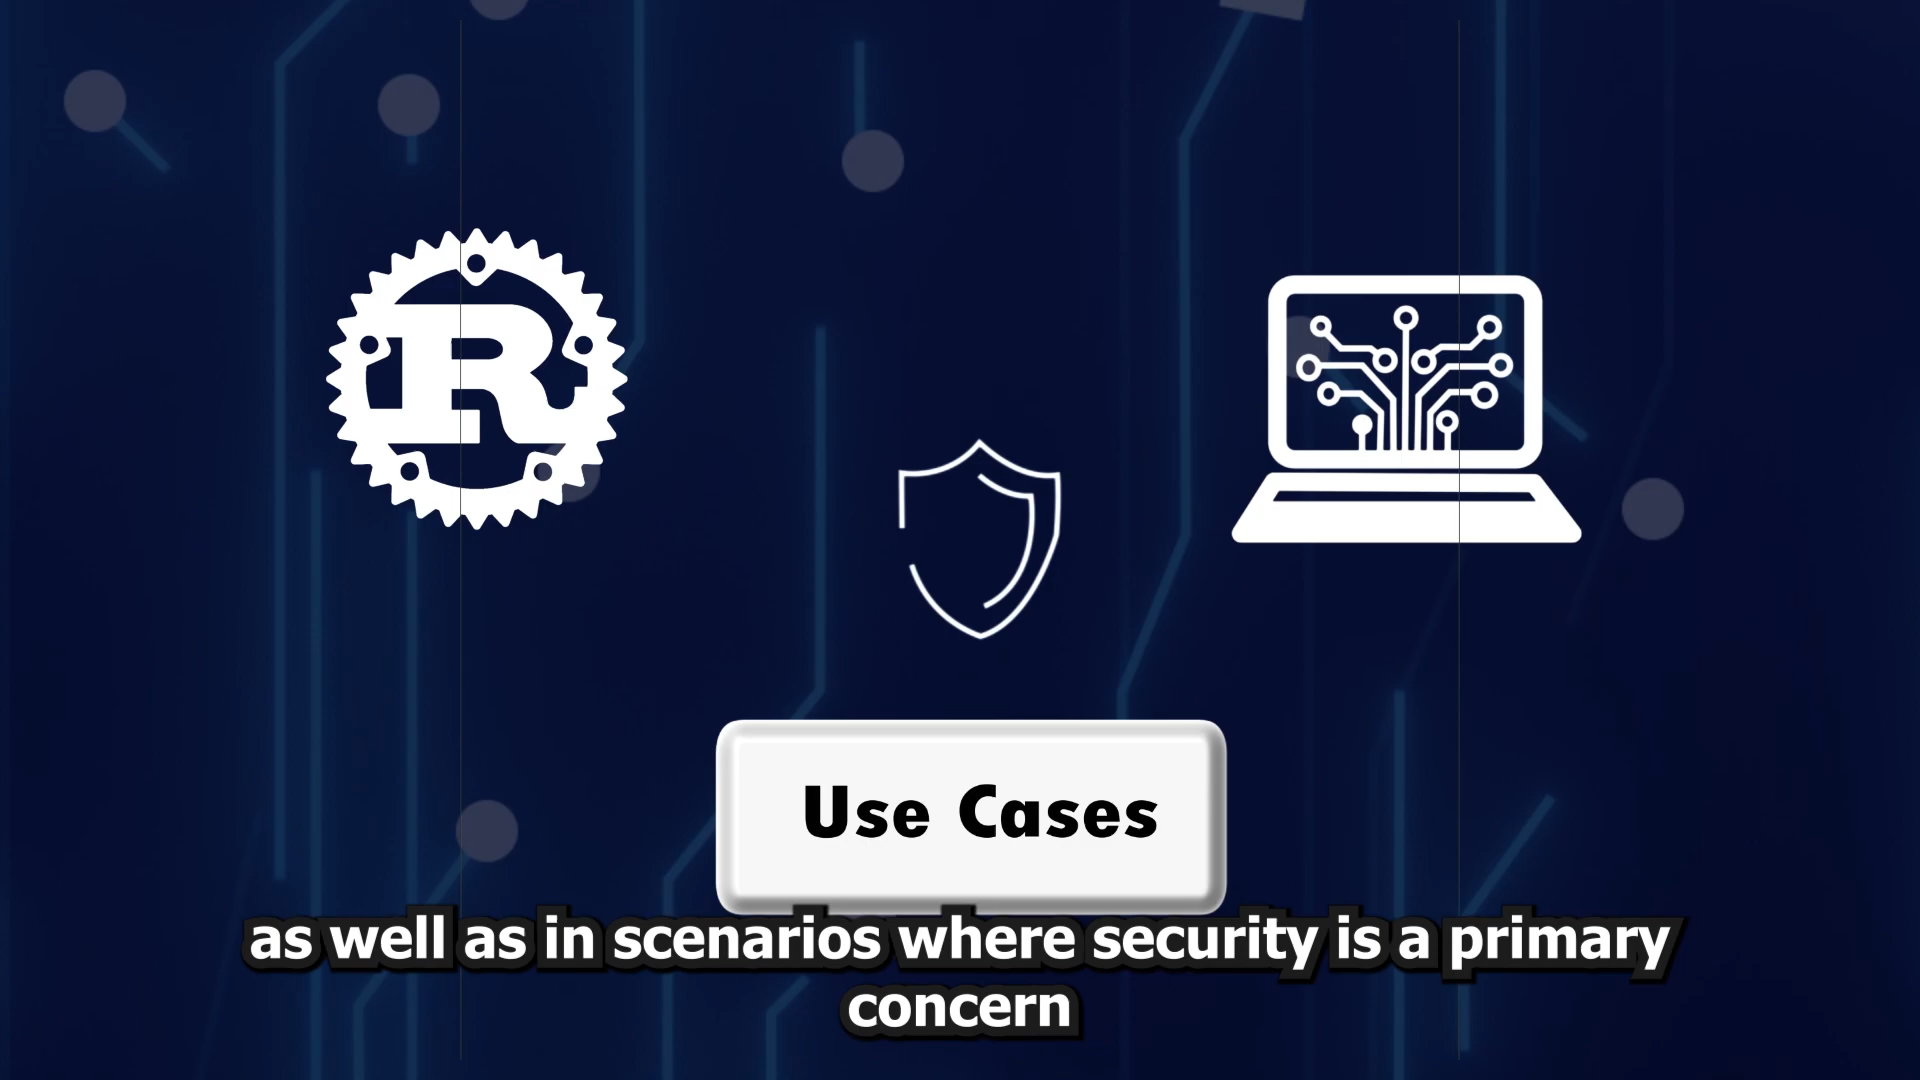 R
Use Cases
as well as in scenarios where security is a primary
concern